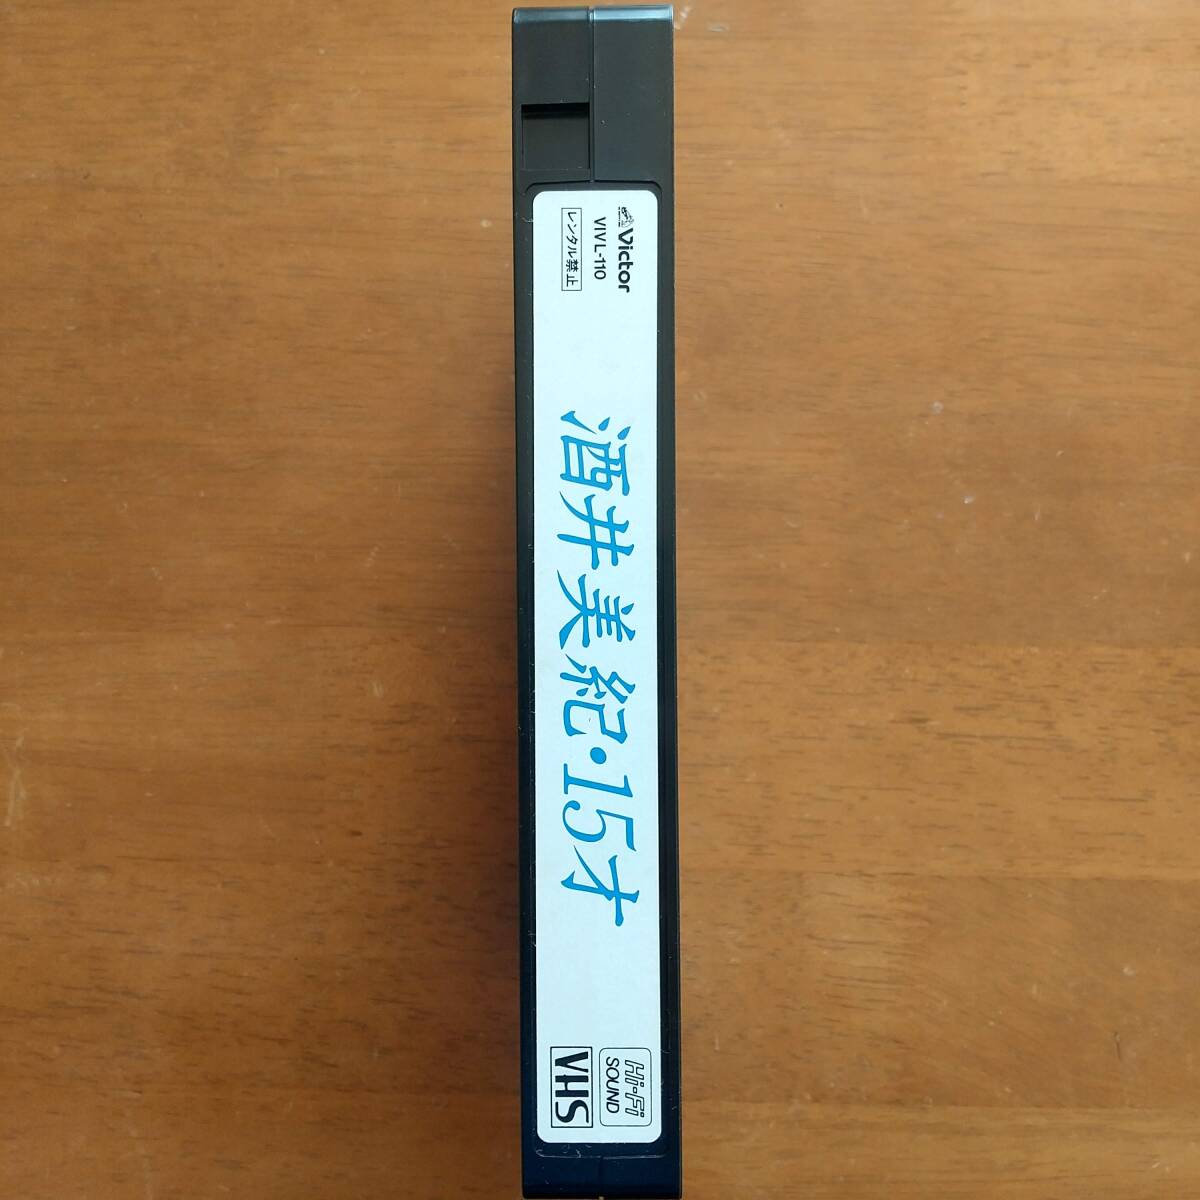 Victor
VIVL-110
レンタル禁止
酒井美紀・15才
Hi-Fi
SOUND
VHS